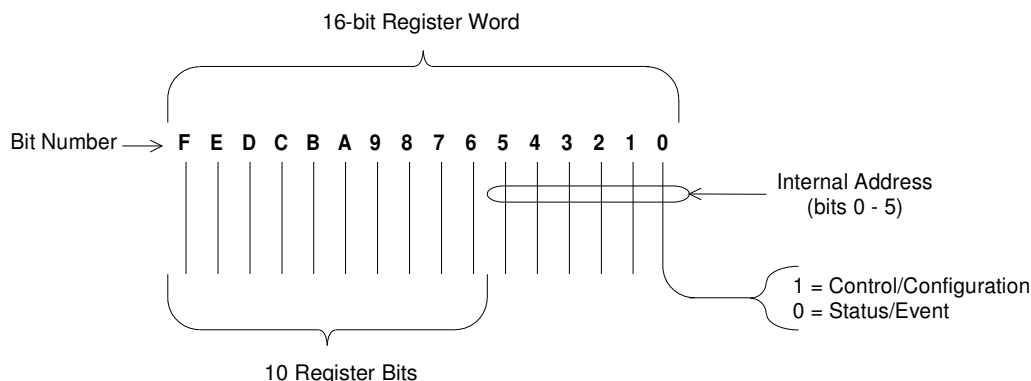 16-bit Register Word
Bit Number F E D C B A 9 8 7 6 5 4 3 2 1 0
Internal Address
(bits 0 - 5)
1 = Control/Configuration
0 = Status/Event
10 Register Bits